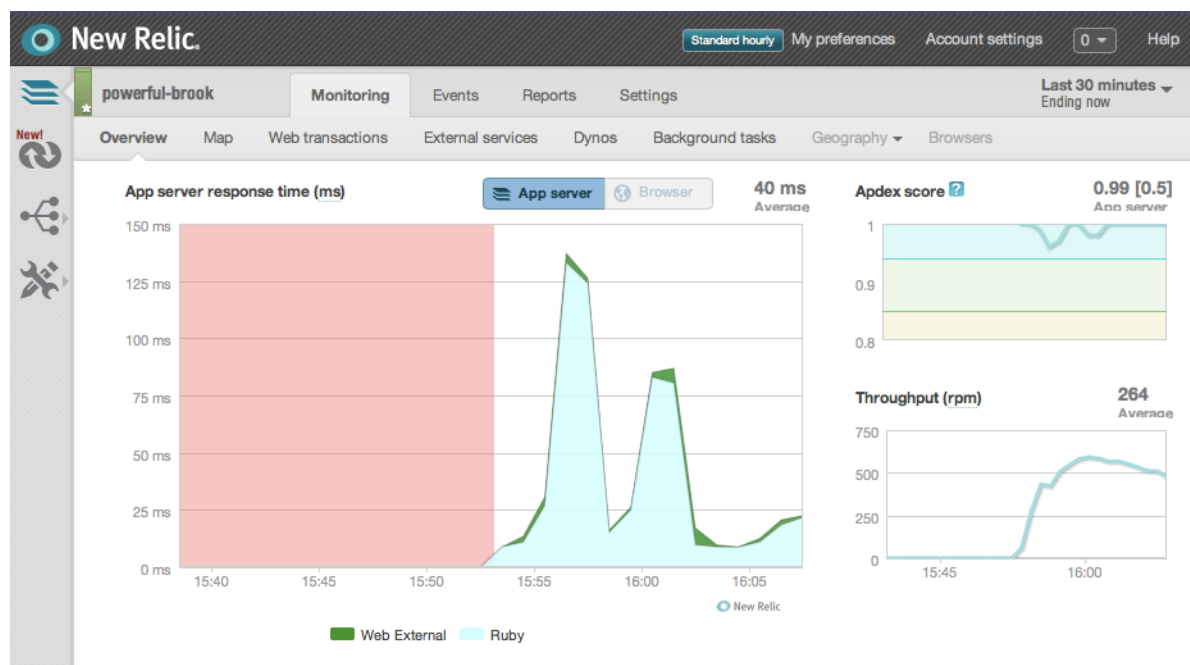 New Relic.
Standard hourly My preferences Account settings 0 Help
powerful-brook Monitoring Events Reports Settings Last 30 minutes
Ending now
New!
Overview Map Web transactions External services Dynos Background tasks Geography Browsers
App server response time (ms) App server Browser 40 ms
Average
150 ms
125 ms
100 ms
75 ms
50 ms
25 ms
0 ms
15:40 15:45 15:50 15:55 16:00 16:05
New Relic
Web External Ruby
Apdex score ? 0.99 [0.5]
App server
1
0.9
0.8
Throughput (rpm) 264
Average
750
500
250
0
15:45 16:00